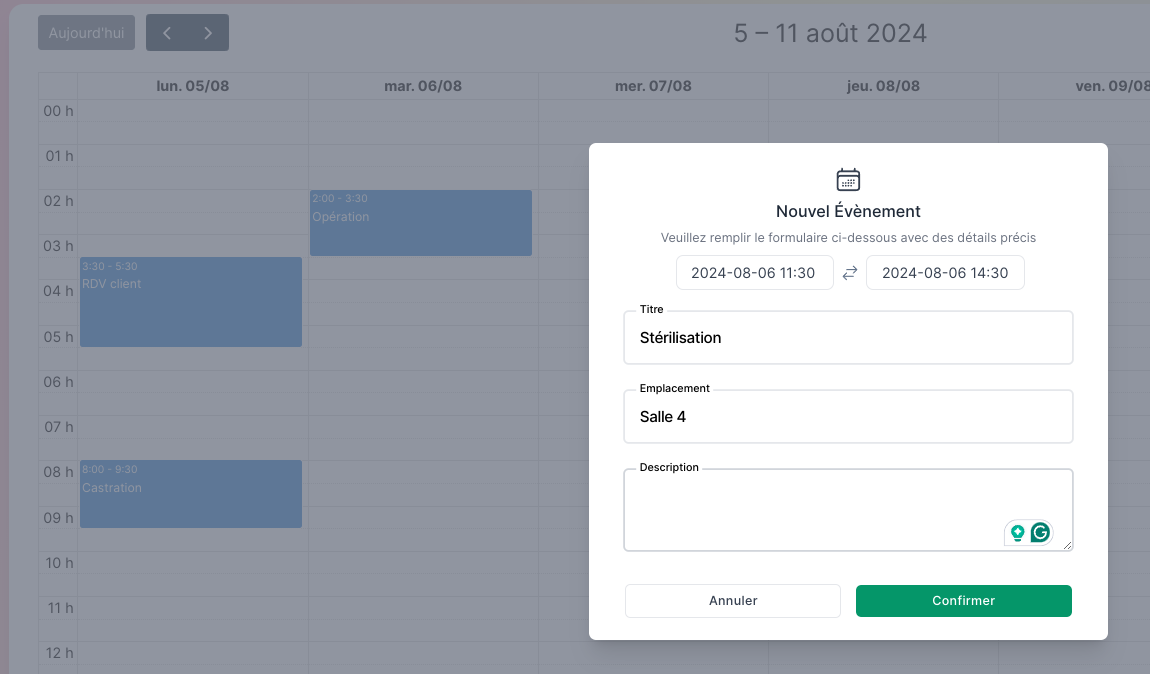 Aujourd'hui
5 – 11 août 2024
lun. 05/08 mar. 06/08 mer. 07/08 jeu. 08/08 ven. 09/08
00 h
01 h
02 h
03 h
04 h
05 h
06 h
07 h
08 h
09 h
10 h
11 h
12 h
2:00 - 3:30
Opération
3:30 - 5:30
RDV client
8:00 - 9:30
Castration
Nouvel Évènement
Veuillez remplir le formulaire ci-dessous avec des détails précis
2024-08-06 11:30 2024-08-06 14:30
Titre
Stérilisation
Emplacement
Salle 4
Description
Annuler Confirmer